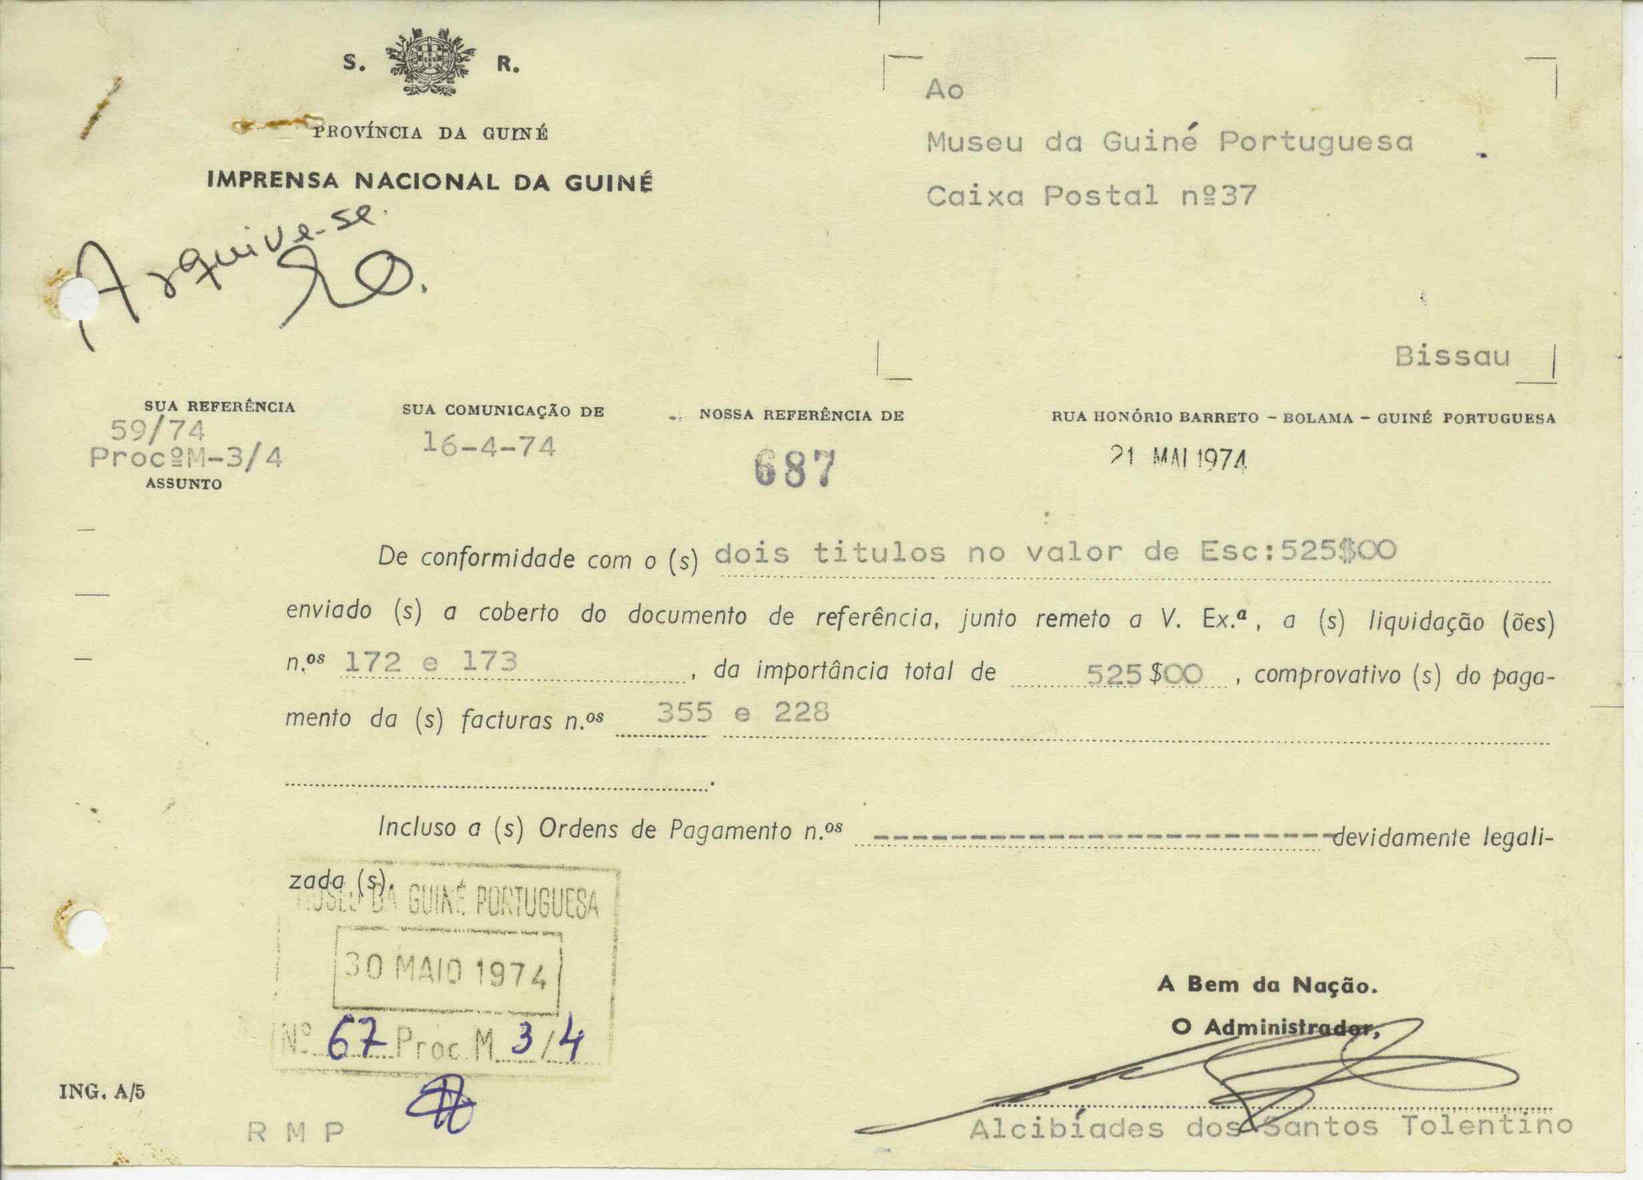 S. R.
PROVÍNCIA DA GUINÉ
IMPRENSA NACIONAL DA GUINÉ
Arquive-se.
Ao
Museu da Guiné Portuguesa
Caixa Postal nº37
Bissau
SUA REFERÊNCIA
59/74
ProcºM-3/4
ASSUNTO
SUA COMUNICAÇÃO DE
16-4-74
NOSSA REFERÊNCIA DE
687
RUA HONÓRIO BARRETO - BOLAMA - GUINÉ PORTUGUESA
21 MAI 1974
De conformidade com o (s) dois titulos no valor de Esc:525$00
enviado (s) a coberto do documento de referência, junto remeto a V. Ex.ª, a (s) liquidação (ões)
n.os 172 e 173, da importância total de 525$00, comprovativo (s) do paga-
mento da (s) facturas n.os 355 e 228
Incluso a (s) Ordens de Pagamento n.os ------------------------devidamente legali-
zada (s).
MUSEU DA GUINÉ PORTUGUESA
30 MAIO 1974
Nº 67 Proc. M 3/4
A Bem da Nação.
O Administrador,
Alcibíades dos Santos Tolentino
ING. A/5
R M P